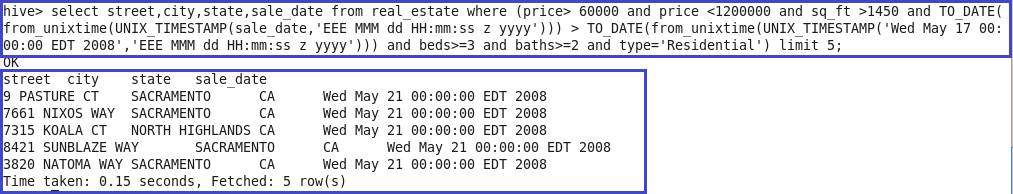 hive> select street,city,state,sale_date from real_estate where (price> 60000 and price <1200000 and sq_ft >1450 and TO_DATE(
from_unixtime(UNIX_TIMESTAMP(sale_date,'EEE MMM dd HH:mm:ss z yyyy'))) > TO_DATE(from_unixtime(UNIX_TIMESTAMP('Wed May 17 00:
00:00 EDT 2008','EEE MMM dd HH:mm:ss z yyyy'))) and beds>=3 and baths>=2 and type='Residential') limit 5;
OK
street  city    state   sale_date
9 PASTURE CT    SACRAMENTO      CA      Wed May 21 00:00:00 EDT 2008
7661 NIXOS WAY  SACRAMENTO      CA      Wed May 21 00:00:00 EDT 2008
7315 KOALA CT   NORTH HIGHLANDS CA      Wed May 21 00:00:00 EDT 2008
8421 SUNBLAZE WAY       SACRAMENTO      CA      Wed May 21 00:00:00 EDT 2008
3820 NATOMA WAY SACRAMENTO      CA      Wed May 21 00:00:00 EDT 2008
Time taken: 0.15 seconds, Fetched: 5 row(s)